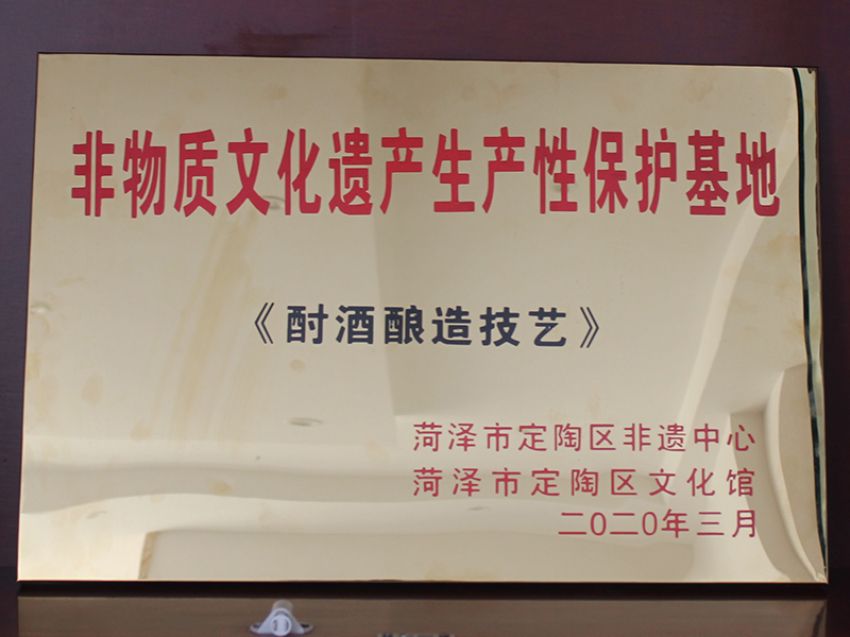 非物质文化遗产生产性保护基地
《酎酒酿造技艺》
菏泽市定陶区非遗中心
菏泽市定陶区文化馆
二〇二〇年三月